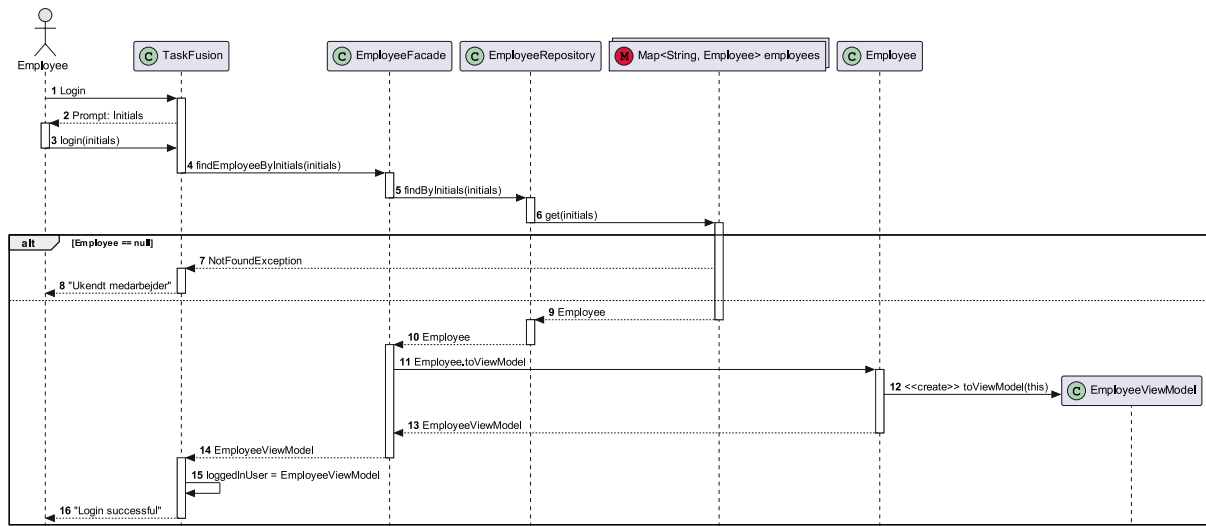 Employee
C TaskFusion
C EmployeeFacade
C EmployeeRepository
M Map<String, Employee> employees
C Employee
1 Login
2 Prompt: Initials
3 login(initials)
4 findEmployeeByInitials(initials)
5 findByInitials(initials)
6 get(initials)
alt [Employee == null]
7 NotFoundException
8 "Ukendt medarbejder"
9 Employee
10 Employee
11 Employee.toViewModel
12 <<create>> toViewModel(this)
C EmployeeViewModel
13 EmployeeViewModel
14 EmployeeViewModel
15 loggedInUser = EmployeeViewModel
16 "Login successful"